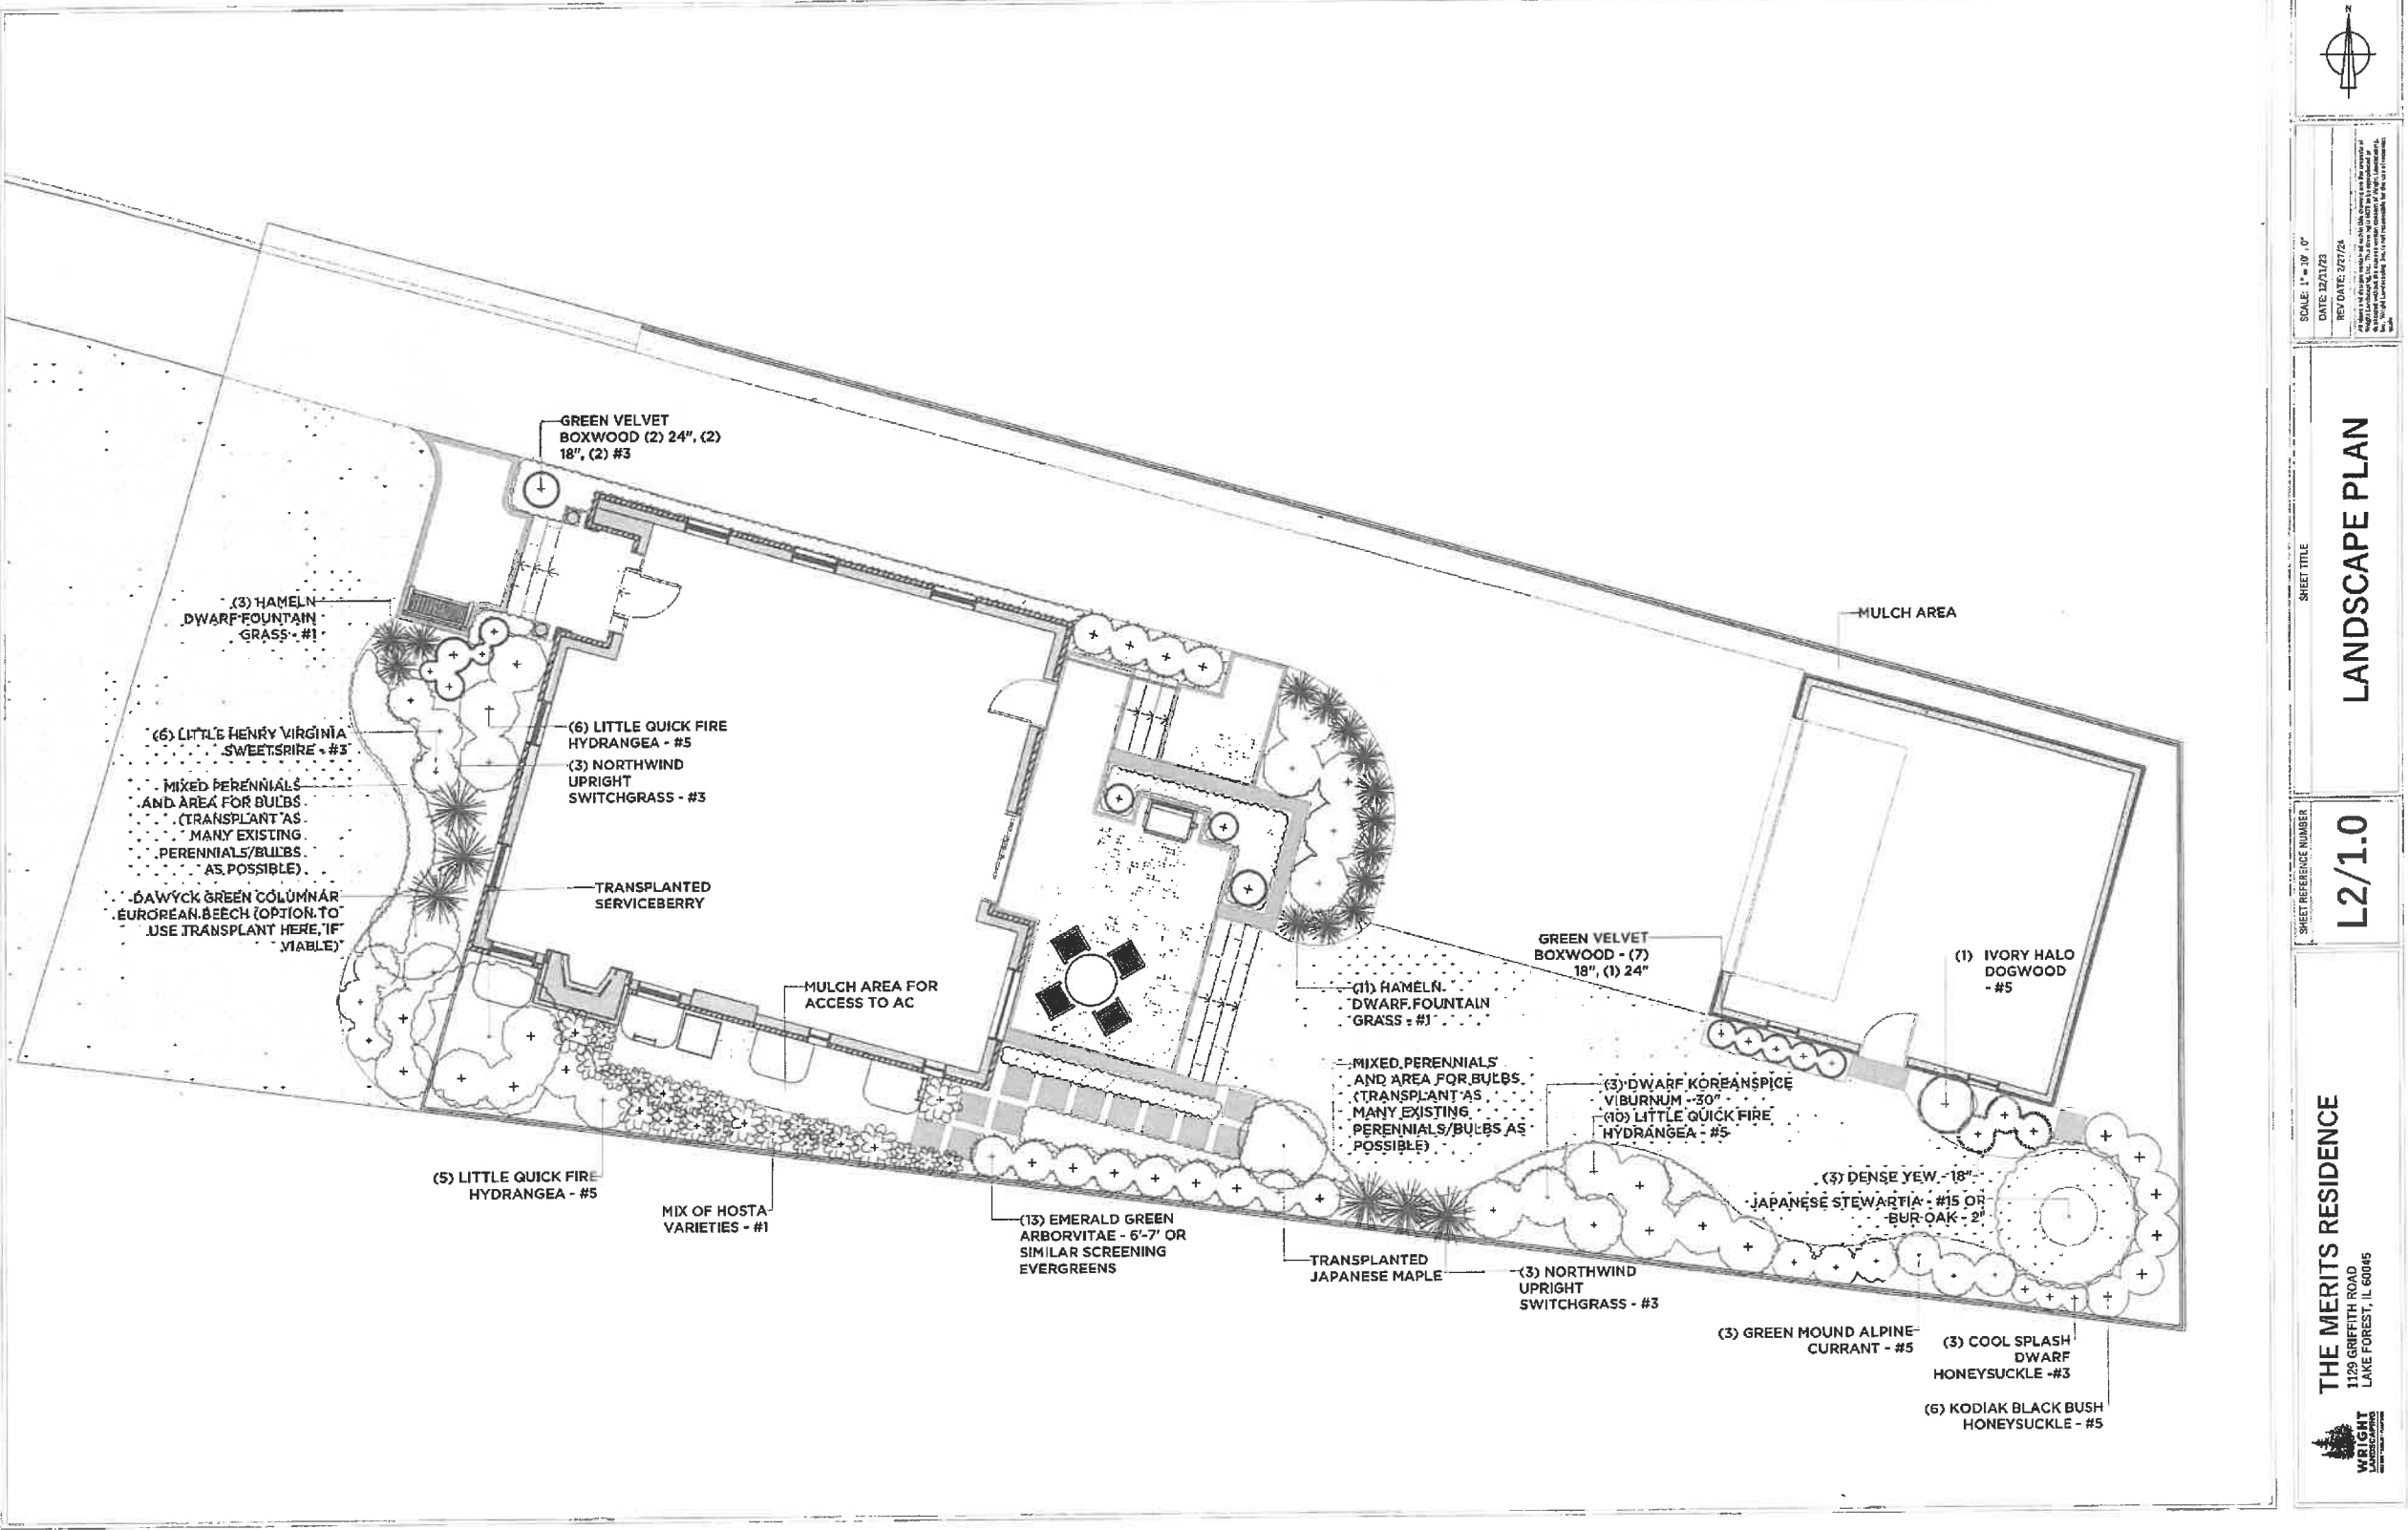 GREEN VELVET
BOXWOOD (2) 24", (2)
18", (2) #3
(3) HAMELN
DWARF FOUNTAIN
GRASS - #1
(6) LITTLE HENRY VIRGINIA
SWEETSPIRE - #3
MIXED PERENNIALS
AND AREA FOR BULBS
(TRANSPLANT AS
MANY EXISTING
PERENNIALS/BULBS
AS POSSIBLE)
DAWYCK GREEN COLUMNAR
EUROPEAN BEECH (OPTION TO
USE TRANSPLANT HERE, IF
VIABLE)
(6) LITTLE QUICK FIRE
HYDRANGEA - #5
(3) NORTHWIND
UPRIGHT
SWITCHGRASS - #3
TRANSPLANTED
SERVICEBERRY
MULCH AREA FOR
ACCESS TO AC
(5) LITTLE QUICK FIRE
HYDRANGEA - #5
MIX OF HOSTA
VARIETIES - #1
(13) EMERALD GREEN
ARBORVITAE - 6'-7' OR
SIMILAR SCREENING
EVERGREENS
TRANSPLANTED
JAPANESE MAPLE
(3) NORTHWIND
UPRIGHT
SWITCHGRASS - #3
(11) HAMELN
DWARF FOUNTAIN
GRASS - #1
MIXED PERENNIALS
AND AREA FOR BULBS
(TRANSPLANT AS
MANY EXISTING
PERENNIALS/BULBS AS
POSSIBLE)
GREEN VELVET
BOXWOOD - (7)
18", (1) 24"
(3) DWARF KOREANSPICE
VIBURNUM - 30"
(10) LITTLE QUICK FIRE
HYDRANGEA - #5
MULCH AREA
(1) IVORY HALO
DOGWOOD
- #5
(3) DENSE YEW - 18"
JAPANESE STEWARTIA - #15 OR
BUR OAK - 2"
(3) GREEN MOUND ALPINE
CURRANT - #5
(3) COOL SPLASH
DWARF
HONEYSUCKLE -#3
(6) KODIAK BLACK BUSH
HONEYSUCKLE - #5
N
SCALE: 1" = 10', 0"
DATE: 12/11/23
REV DATE: 2/27/24
SHEET TITLE
LANDSCAPE PLAN
SHEET REFERENCE NUMBER
L2/1.0
THE MERITS RESIDENCE
1129 GRIFFITH ROAD
LAKE FOREST, IL 60045
WRIGHT
LANDSCAPING